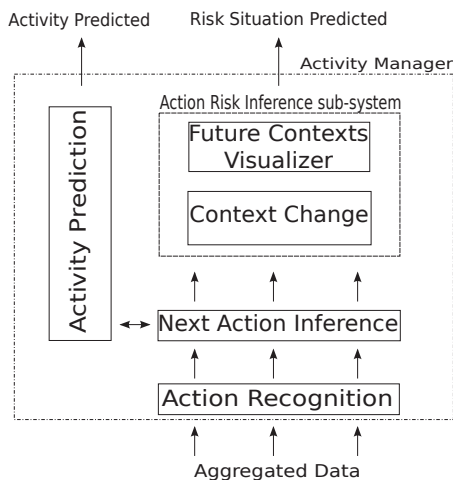 Activity Predicted
Risk Situation Predicted
Activity Manager
Action Risk Inference sub-system
Future Contexts
Visualizer
Context Change
Activity Prediction
Next Action Inference
Action Recognition
Aggregated Data